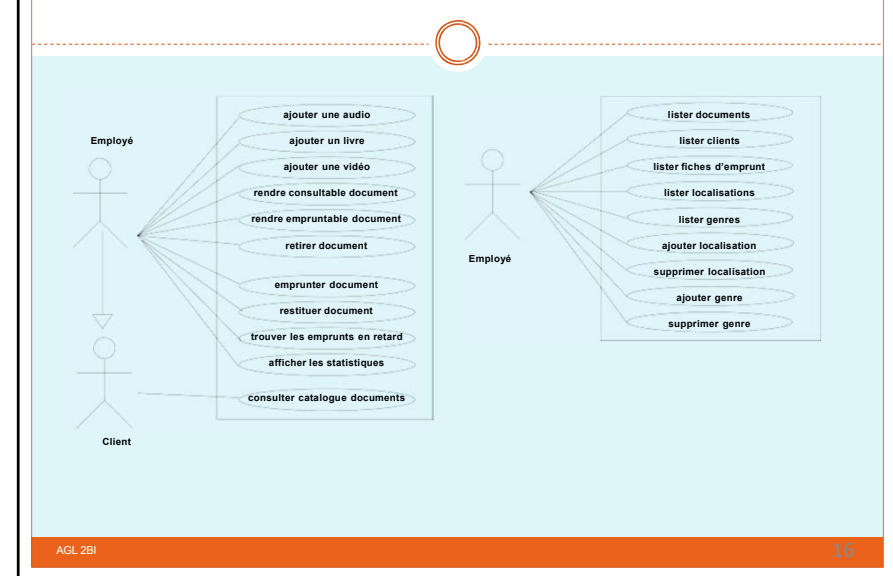 Employé
ajouter une audio
ajouter un livre
ajouter une vidéo
rendre consultable document
rendre empruntable document
retirer document
emprunter document
restituer document
trouver les emprunts en retard
afficher les statistiques
consulter catalogue documents
Client
lister documents
lister clients
lister fiches d'emprunt
lister localisations
lister genres
ajouter localisation
supprimer localisation
ajouter genre
supprimer genre
Employé
AGL 2BI
16